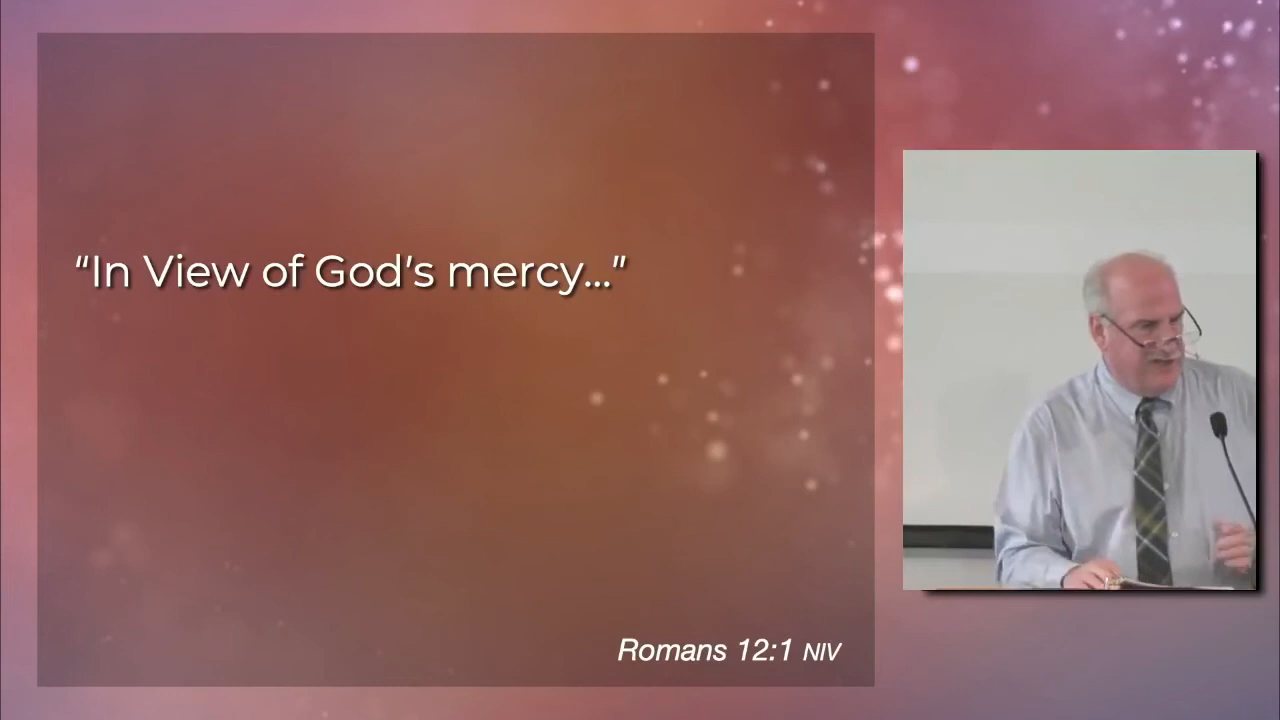 “In View of God's mercy...”
Romans 12:1 NIV